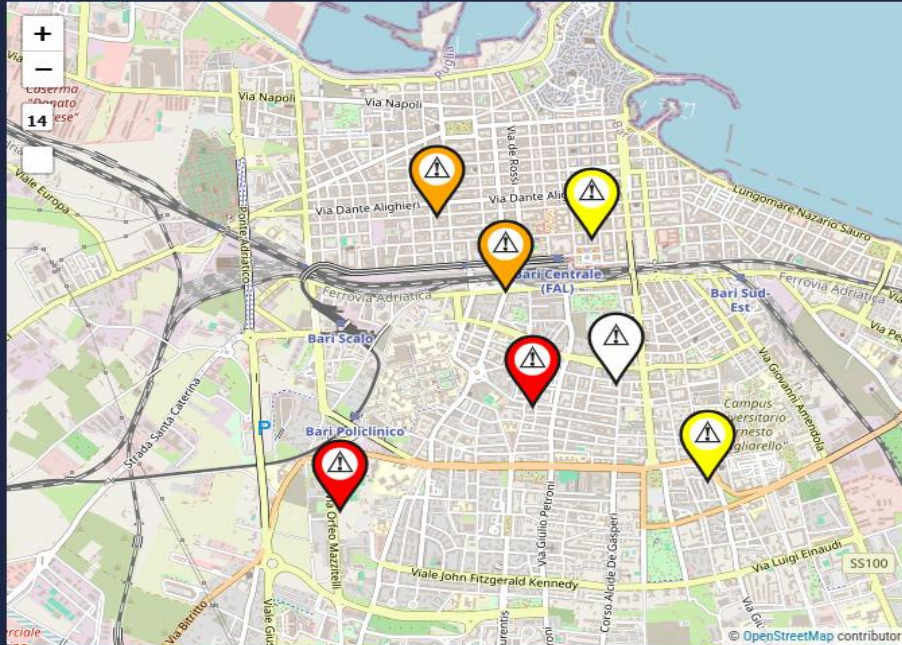 +
−
14
Caserma
"Donato
Via Napoli
Via Napoli
Puglie
Viale Europa
Ponte Adriatico
Via de Rossi
Via Dante Alighieri
Via Dante
Lungomare Nazario Sauro
Bari Centrale
(FAL)
Ferrovia Adriatica
Bari Sud-
Est
Ferrovia Adriatica
Bari Scalo
Via Giovanni Amendola
Strada Santa Caterina
P
Bari Policlinico
Campus
Via Orfeo Mazzitelli
Via Giulio Petroni
Corso Alcide De Gasperi
Viale John Fitzgerald Kennedy
Via Luigi Einaudi
SS100
Via Bitritto
© OpenStreetMap contributor